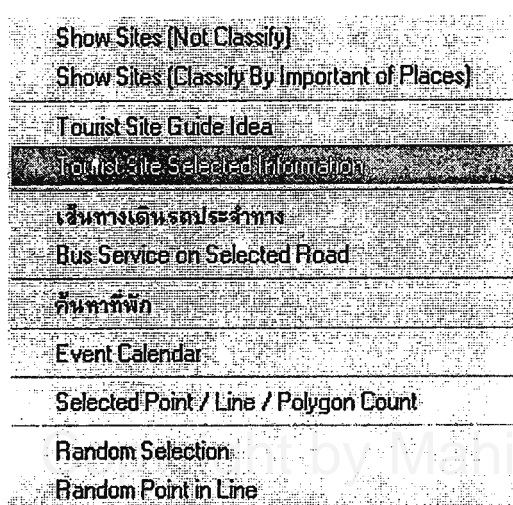 Show Sites (Not Classify)
Show Sites (Classify By Important of Places)
Tourist Site Guide Idea
Tourist Site Selected Information
เส้นทางเดินรถประจำทาง
Bus Service on Selected Road
ค้นหาที่พัก
Event Calendar
Selected Point / Line / Polygon Count
Random Selection
Random Point in Line